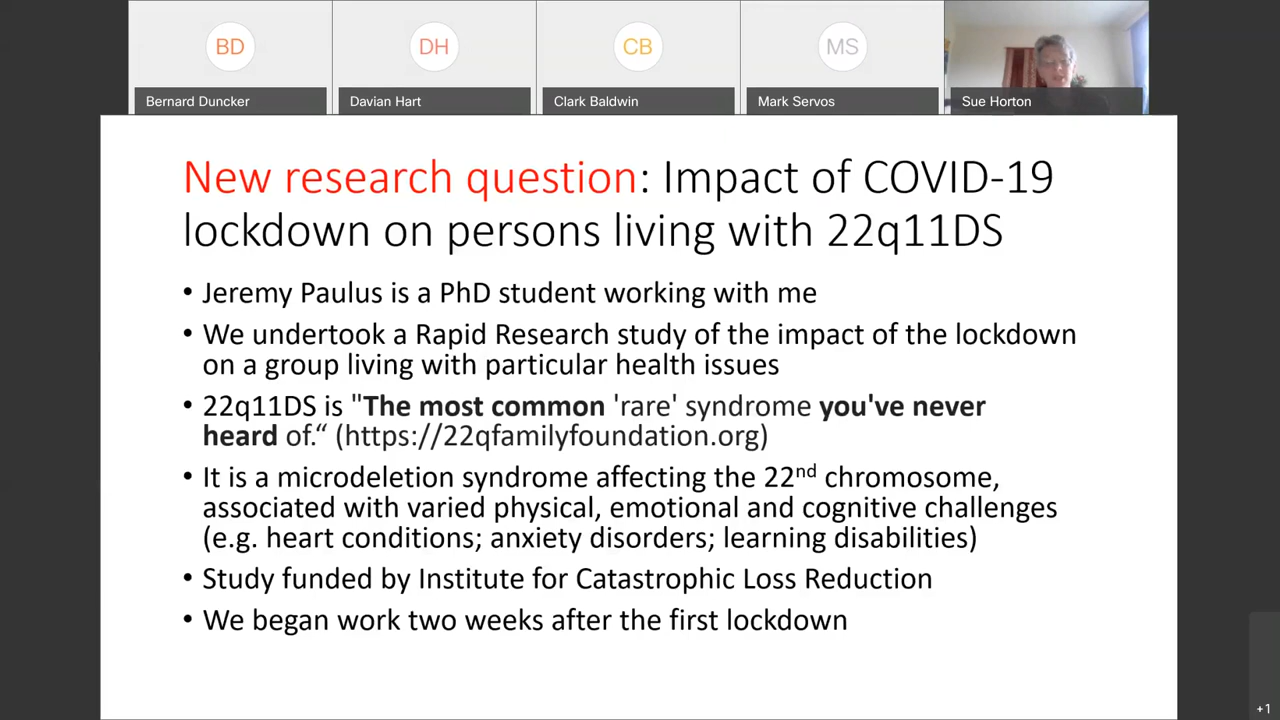 BD
DH
CB
MS
Bernard Duncker
Davian Hart
Clark Baldwin
Mark Servos
Sue Horton
New research question: Impact of COVID-19
lockdown on persons living with 22q11DS
• Jeremy Paulus is a PhD student working with me
• We undertook a Rapid Research study of the impact of the lockdown
on a group living with particular health issues
• 22q11DS is "The most common 'rare' syndrome you've never
heard of.“ (https://22qfamilyfoundation.org)
• It is a microdeletion syndrome affecting the 22nd chromosome,
associated with varied physical, emotional and cognitive challenges
(e.g. heart conditions; anxiety disorders; learning disabilities)
• Study funded by Institute for Catastrophic Loss Reduction
• We began work two weeks after the first lockdown
+1